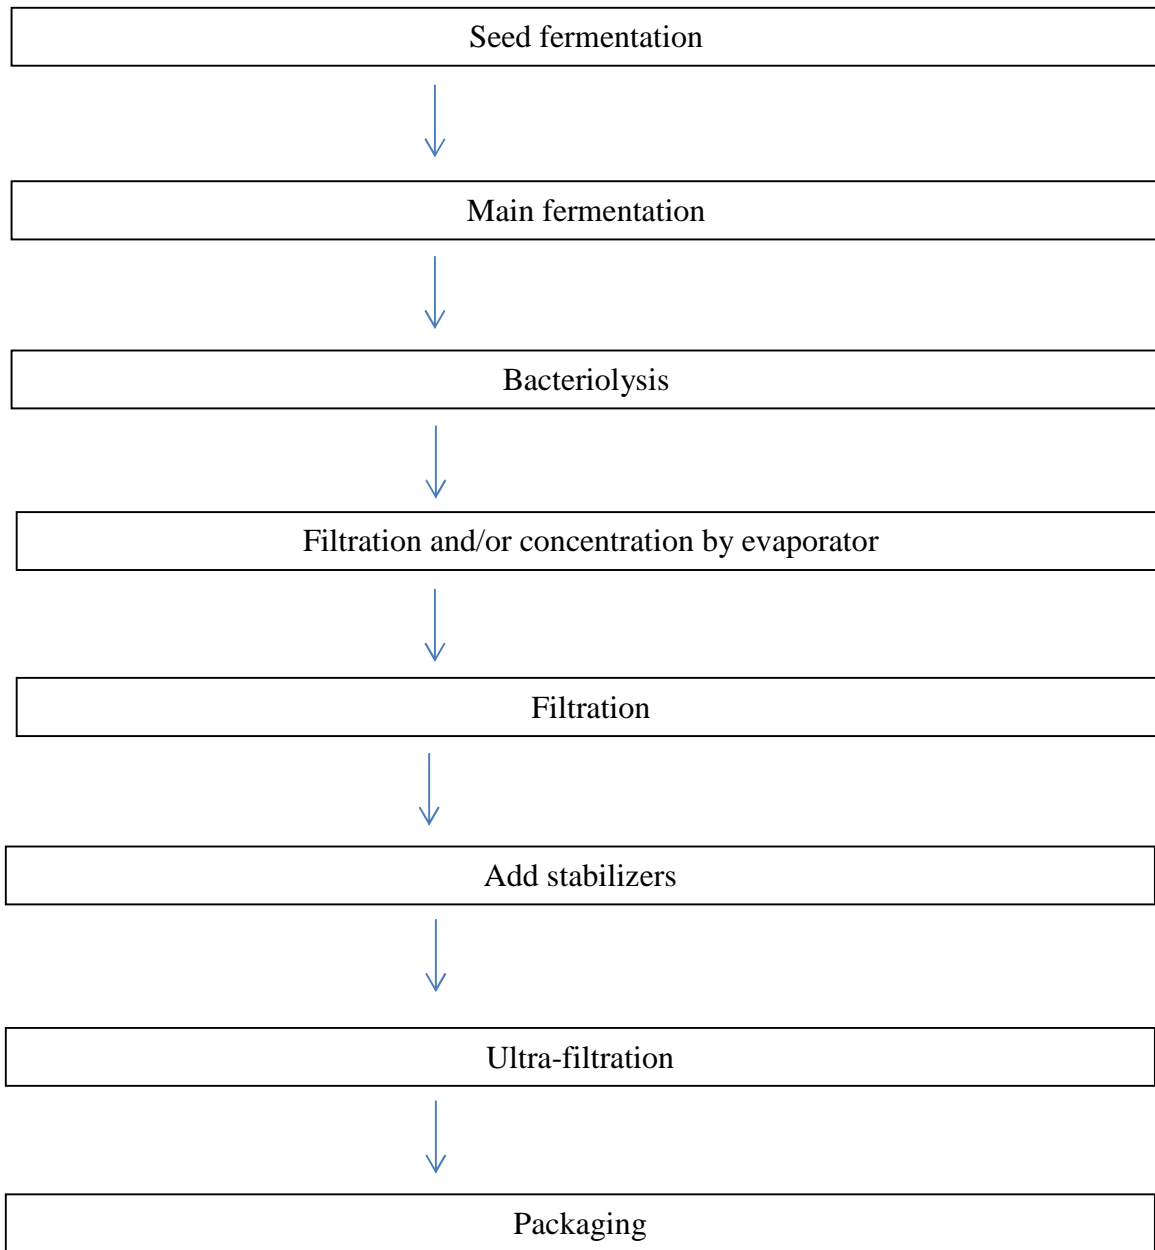 Seed fermentation
Main fermentation
Bacteriolysis
Filtration and/or concentration by evaporator
Filtration
Add stabilizers
Ultra-filtration
Packaging